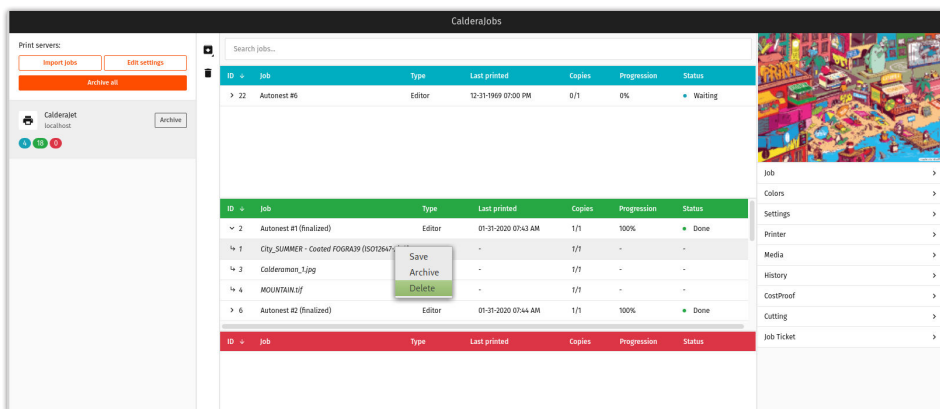 CalderaJobs
Print servers:
Import Jobs
Edit settings
Archive all
CalderaJet
localhost
Archive
4 18 0
Search jobs...
ID Job Type Last printed Copies Progression Status
22 Autonest #6 Editor 12-31-1969 07:00 PM 0/1 0% Waiting
ID Job Type Last printed Copies Progression Status
2 Autonest #1 (finalized) Editor 01-31-2020 07:43 AM 1/1 100% Done
1 City_SUMMER - Coated FOGRA39 (ISO12647- - 1/1 - -
3 Calderaman_1.jpg - 1/1 - -
4 MOUNTAIN.tif - 1/1 - -
6 Autonest #2 (finalized) Editor 01-31-2020 07:44 AM 1/1 100% Done
Save
Archive
Delete
ID Job Type Last printed Copies Progression Status
PRINT
Job
Colors
Settings
Printer
Media
History
CostProof
Cutting
Job Ticket